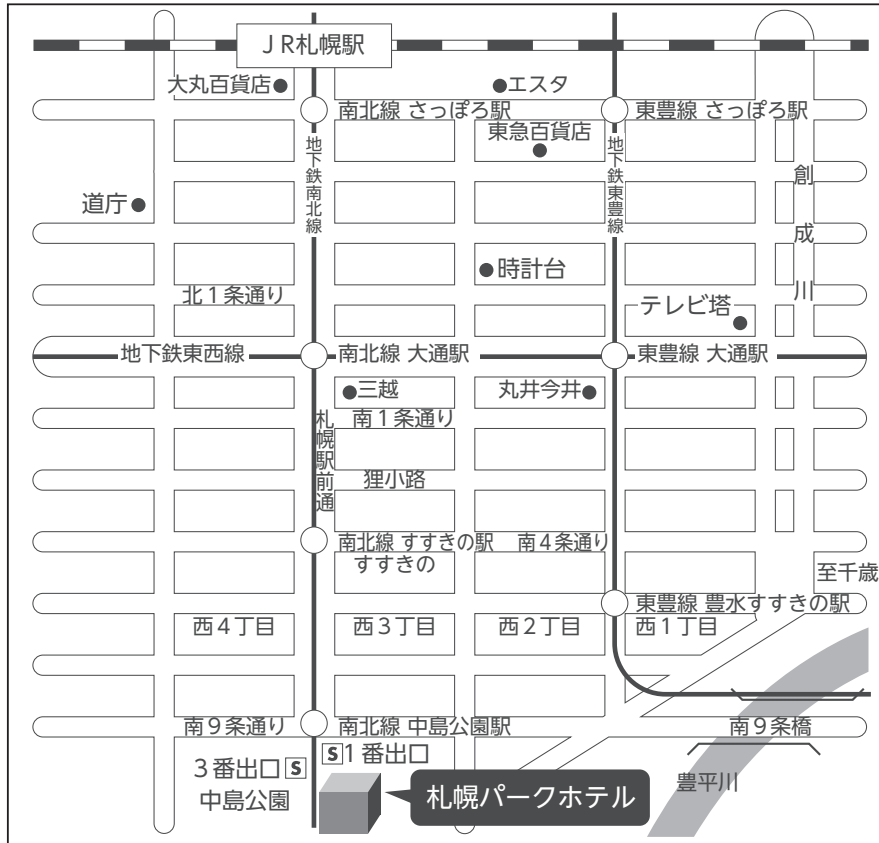 JR札幌駅
大丸百貨店
エスタ
南北線 さっぽろ駅
東豊線 さっぽろ駅
東急百貨店
地下鉄南北線
地下鉄東豊線
創成川
道庁
時計台
北1条通り
テレビ塔
地下鉄東西線
南北線 大通駅
東豊線 大通駅
三越
丸井今井
札幌駅前通
南1条通り
狸小路
南北線 すすきの駅
南4条通り
すすきの
至千歳
東豊線 豊水すすきの駅
西4丁目
西3丁目
西2丁目
西1丁目
南9条通り
南北線 中島公園駅
南9条橋
S1番出口
3番出口S
中島公園
豊平川
札幌パークホテル